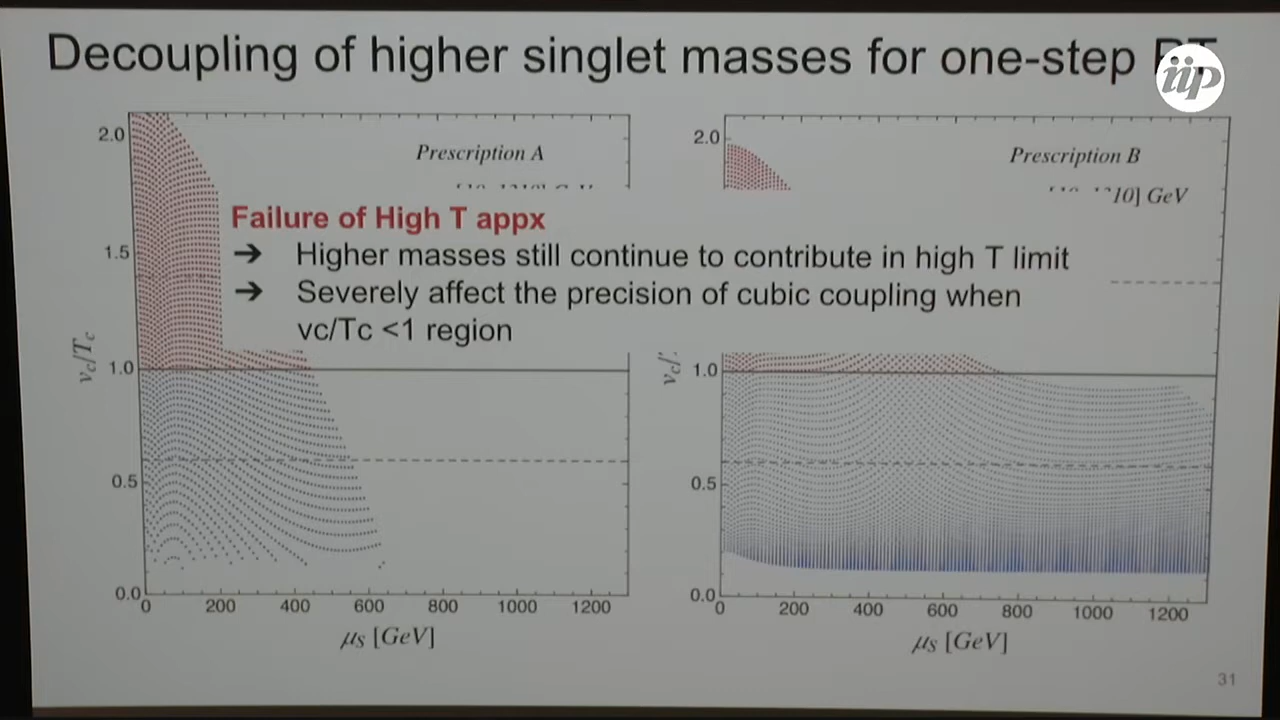 Decoupling of higher singlet masses for one-step PT
iip
Prescription A
Prescription B
10] GeV
Failure of High T appx
➔ Higher masses still continue to contribute in high T limit
➔ Severely affect the precision of cubic coupling when
vc/Tc <1 region
2.0
1.5
1.0
0.5
0.0
vc/Tc
0 200 400 600 800 1000 1200
μS [GeV]
2.0
1.0
0.5
0.0
vc/
0 200 400 600 800 1000 1200
μS [GeV]
31